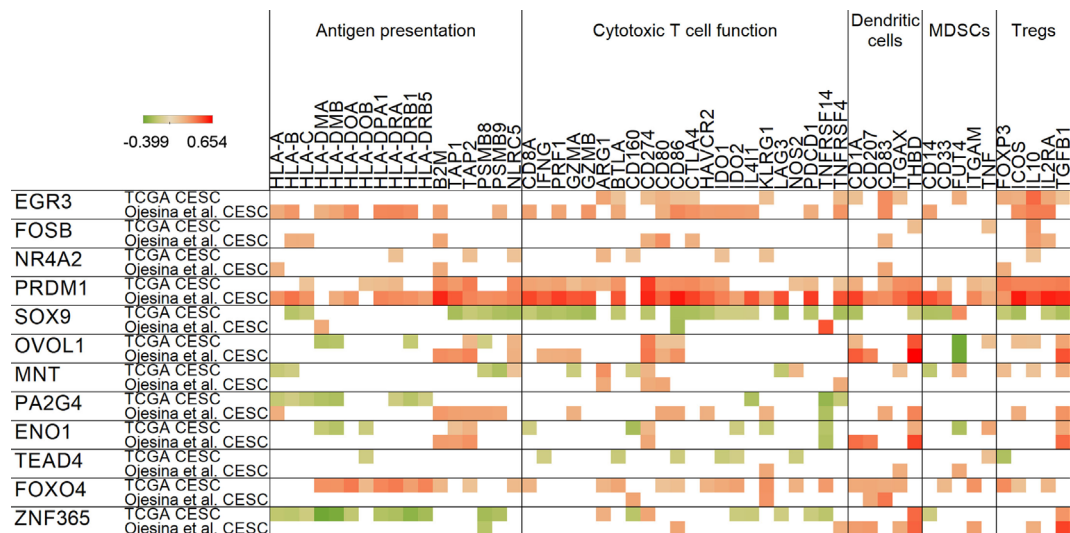 Antigen presentation
Cytotoxic T cell function
Dendritic cells
MDSCs
Tregs
-0.399
0.654
HLA-A
HLA-B
HLA-C
HLA-DMA
HLA-DMB
HLA-DOA
HLA-DOB
HLA-DPA1
HLA-DRA
HLA-DRB1
HLA-DRB5
B2M
TAP1
TAP2
PSMB8
PSMB9
NLRC5
CD8A
IFNG
PRF1
GZMA
GZMB
ARG1
BTLA
CD160
CD274
CD80
CD86
CTLA4
HAVCR2
IDO1
IDO2
IL4I1
KLRG1
LAG3
NOS2
PDCD1
TNFRSF14
TNFRSF4
CD1A
CD207
CD83
ITGAX
THBD
CD14
CD33
FUT4
ITGAM
TNF
FOXP3
ICOS
IL10
IL2RA
TGFB1
EGR3 TCGA CESC
Ojesina et al. CESC
FOSB TCGA CESC
Ojesina et al. CESC
NR4A2 TCGA CESC
Ojesina et al. CESC
PRDM1 TCGA CESC
Ojesina et al. CESC
SOX9 TCGA CESC
Ojesina et al. CESC
OVOL1 TCGA CESC
Ojesina et al. CESC
MNT TCGA CESC
Ojesina et al. CESC
PA2G4 TCGA CESC
Ojesina et al. CESC
ENO1 TCGA CESC
Ojesina et al. CESC
TEAD4 TCGA CESC
Ojesina et al. CESC
FOXO4 TCGA CESC
Ojesina et al. CESC
ZNF365 TCGA CESC
Ojesina et al. CESC